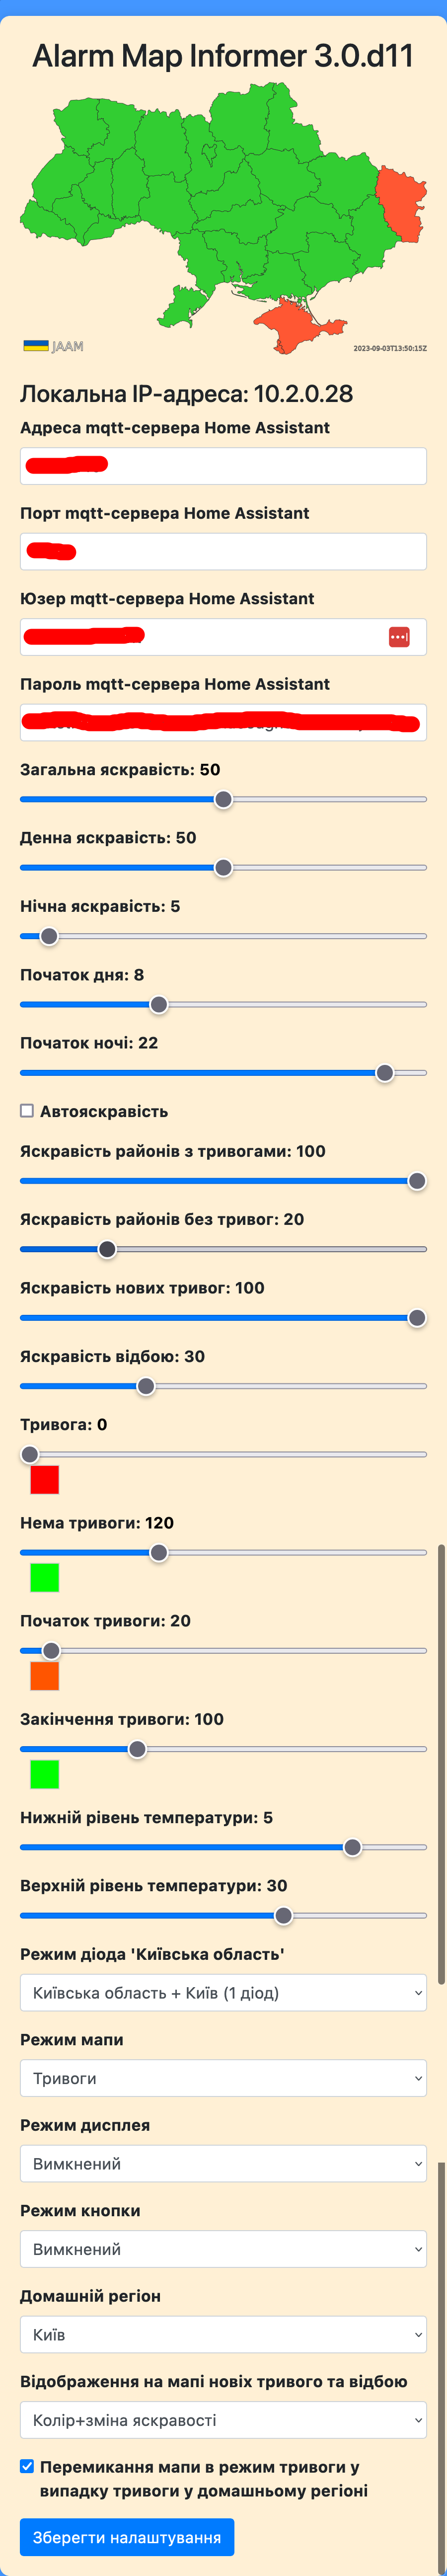 Alarm Map Informer 3.0.d11
JAAM
2023-09-03T13:50:15Z
Локальна IP-адреса: 10.2.0.28
Адреса mqtt-сервера Home Assistant
Порт mqtt-сервера Home Assistant
Юзер mqtt-сервера Home Assistant
Пароль mqtt-сервера Home Assistant
Загальна яскравість: 50
Денна яскравість: 50
Нічна яскравість: 5
Початок дня: 8
Початок ночі: 22
Автояскравість
Яскравість районів з тривогами: 100
Яскравість районів без тривог: 20
Яскравість нових тривог: 100
Яскравість відбою: 30
Тривога: 0
Нема тривоги: 120
Початок тривоги: 20
Закінчення тривоги: 100
Нижній рівень температури: 5
Верхній рівень температури: 30
Режим діода 'Київська область'
Київська область + Київ (1 діод)
Режим мапи
Тривоги
Режим дисплея
Вимкнений
Режим кнопки
Вимкнений
Домашній регіон
Київ
Відображення на мапі новіх тривого та відбою
Колір+зміна яскравості
Перемикання мапи в режим тривоги у
випадку тривоги у домашньому регіоні
Зберегти налаштування